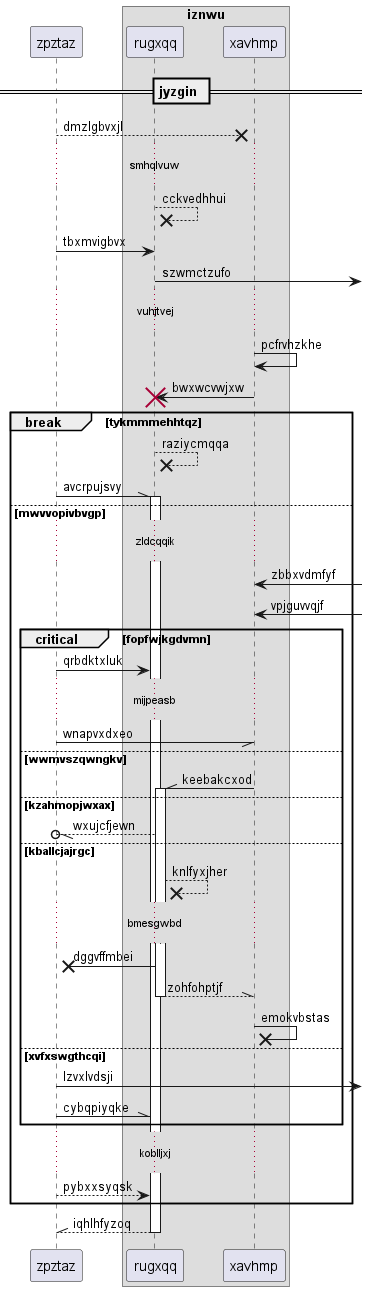 iznwu
zpztaz
rugxqq
xavhmp
jyzgin
dmzlgbvxjl
smhqlvuw
cckvedhhui
tbxmvigbvx
szwmctzufo
vuhjtvej
pcfrvhzkhe
bwxwcvwjxw
break
[tykmmmehhtqz]
raziycmqqa
avcrpujsvy
[mwvvopivbvgp]
zldcqqik
zbbxvdmfyf
vpjguvvqjf
critical
[fopfwjkgdvmn]
qrbdktxluk
mijpeasb
wnapvxdxeo
[wwmvszqwngkv]
keebakcxod
[kzahmopjwxax]
wxujcfjewn
[kballcjajrgc]
knlfyxjher
bmesgwbd
dggvffmbei
zohfohptjf
emokvbstas
[xvfxswgthcqi]
lzvxlvdsji
cybqpiyqke
koblljxj
pybxxsyqsk
iqhlhfyzoq
zpztaz
rugxqq
xavhmp